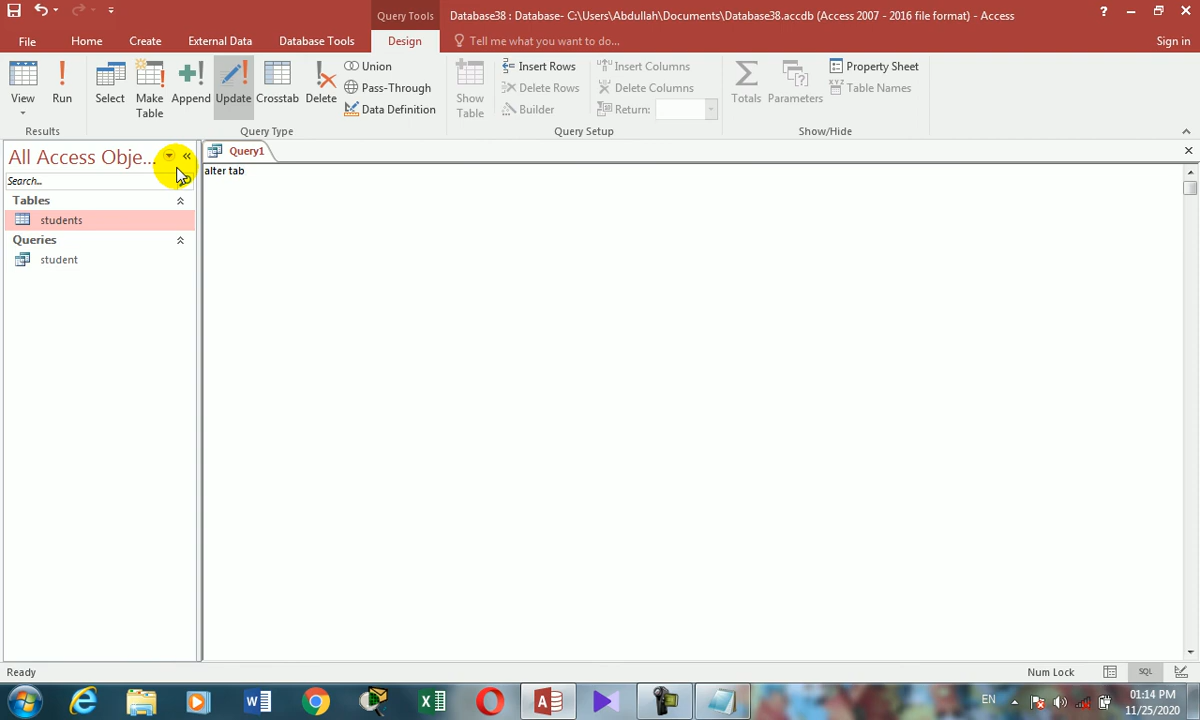 Query Tools
Database38 : Database- C:\Users\Abdullah\Documents\Database38.accdb (Access 2007 - 2016 file format) - Access
?
File
Home
Create
External Data
Database Tools
Design
Tell me what you want to do...
Sign in
View
Run
Select
Make Table
Append
Update
Crosstab
Delete
Union
Pass-Through
Data Definition
Show Table
Insert Rows
Delete Rows
Builder
Insert Columns
Delete Columns
Return:
Totals
Parameters
Property Sheet
Table Names
Results
Query Type
Query Setup
Show/Hide
All Access Obje...
Search...
Tables
students
Queries
student
Query1
alter tab
Ready
Num Lock
SQL
EN
01:14 PM
11/25/2020